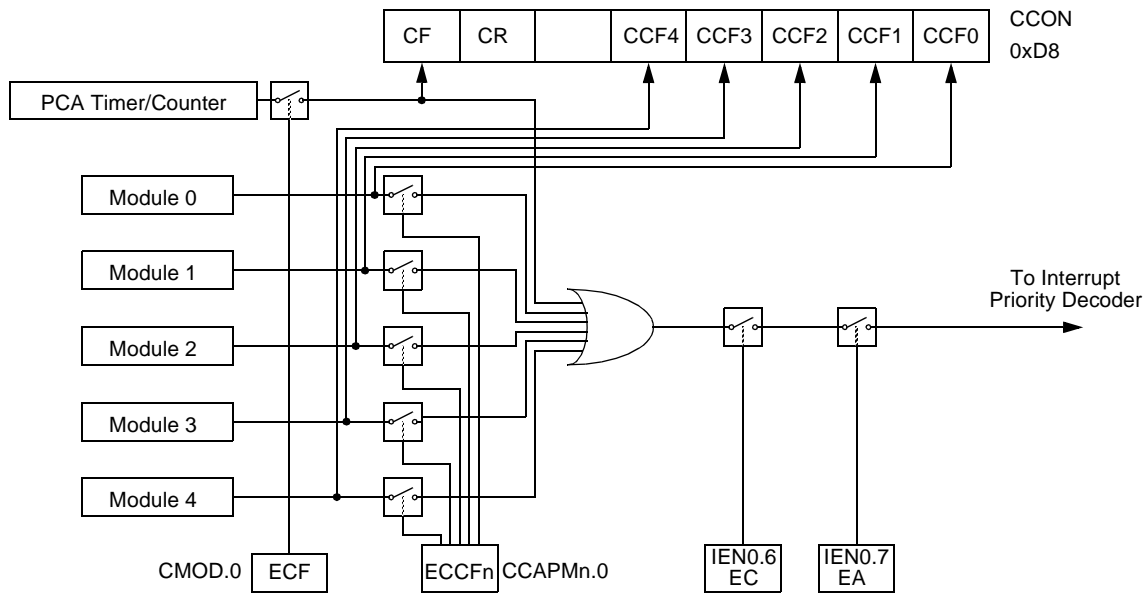 CF CR CCF4 CCF3 CCF2 CCF1 CCF0
CCON
0xD8
PCA Timer/Counter
Module 0
Module 1
Module 2
Module 3
Module 4
To Interrupt
Priority Decoder
CMOD.0 ECF
ECCFn CCAPMn.0
IEN0.6
EC
IEN0.7
EA